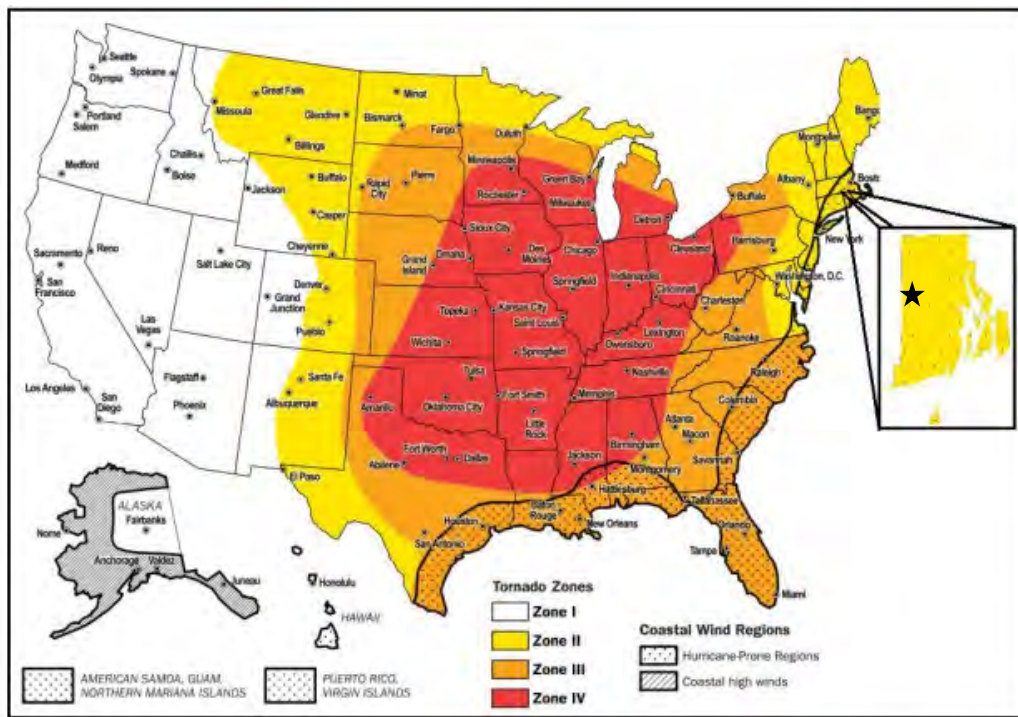 Seattle
Olympia
Spokane
Portland
Salem
Medford
Challis
Boise
Missoula
Great Falls
Glendive
Billings
Jackson
Buffalo
Casper
Cheyenne
Minot
Bismarck
Fargo
Duluth
Minneapolis
Rapid
City
Pierre
Rochester
Green Bay
Milwaukee
Sioux City
Detroit
Buffalo
Albany
Montpelier
Bango
Bosto
New York
Harrisburg
Cleveland
Chicago
Des
Moines
Omaha
Grand
Island
Sacramento
Reno
San
Francisco
Salt Lake City
Denver
Grand
Junction
Pueblo
Las
Vegas
Springfield
Indianapolis
Cincinnati
Washington, D.C.
Charleston
Roanoke
Topeka
Kansas City
Saint Louis
Lexington
Owensboro
Wichita
Springfield
Nashville
Raleigh
Los Angeles
San
Diego
Flagstaff
Phoenix
Santa Fe
Albuquerque
Amarillo
Tulsa
Oklahoma City
Fort Smith
Little
Rock
Memphis
Columbia
Atlanta
Macon
Birmingham
Savannah
Montgomery
Fort Worth
Dallas
Abilene
Jackson
El Paso
Hattiesburg
Tallahassee
Houston
Baton
Rouge
New Orleans
San Antonio
Orlando
Tampa
Miami
ALASKA
Fairbanks
Nome
Anchorage
Valdez
Juneau
Honolulu
HAWAII
Tornado Zones
Zone I
Zone II
Zone III
Zone IV
Coastal Wind Regions
Hurricane-Prone Regions
Coastal high winds
AMERICAN SAMOA, GUAM,
NORTHERN MARIANA ISLANDS
PUERTO RICO,
VIRGIN ISLANDS